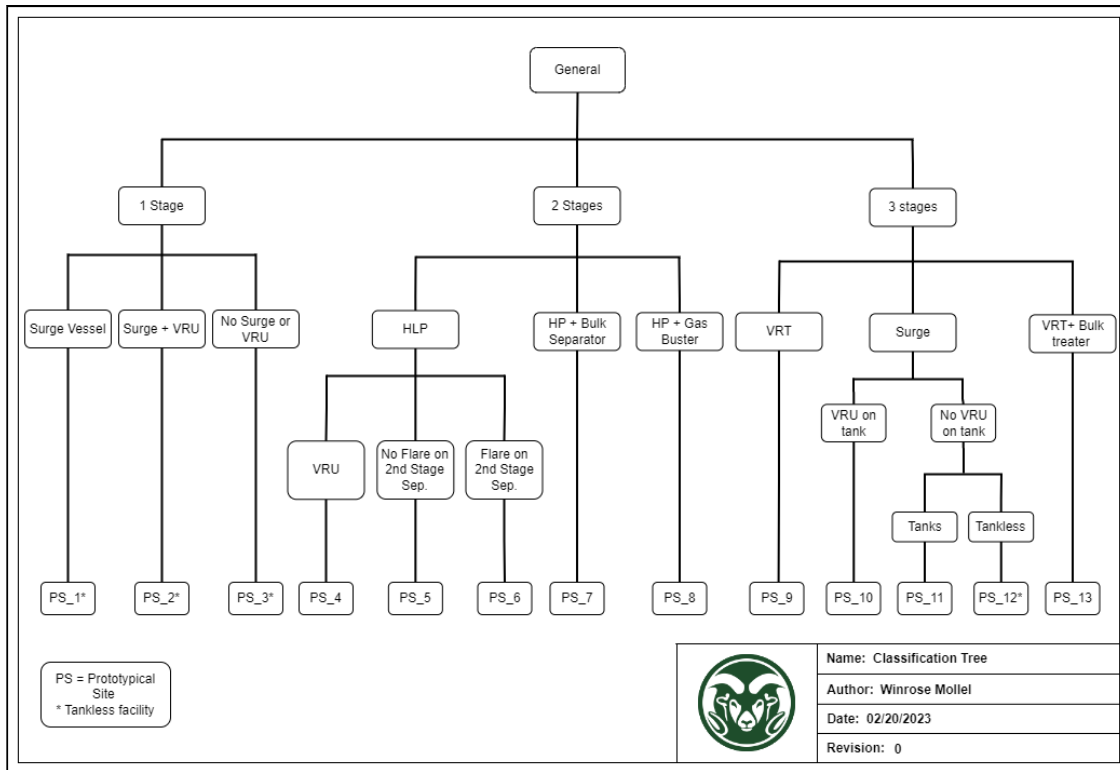 General
1 Stage
2 Stages
3 stages
Surge Vessel
Surge + VRU
No Surge or
VRU
HLP
HP + Bulk
Separator
HP + Gas
Buster
VRT
Surge
VRT+ Bulk
treater
VRU on
tank
No VRU
on tank
VRU
No Flare on
2nd Stage
Sep.
Flare on
2nd Stage
Sep.
Tanks
Tankless
PS_1*
PS_2*
PS_3*
PS_4
PS_5
PS_6
PS_7
PS_8
PS_9
PS_10
PS_11
PS_12*
PS_13
PS = Prototypical
Site
* Tankless facility
Name: Classification Tree
Author: Winrose Mollel
Date: 02/20/2023
Revision: 0